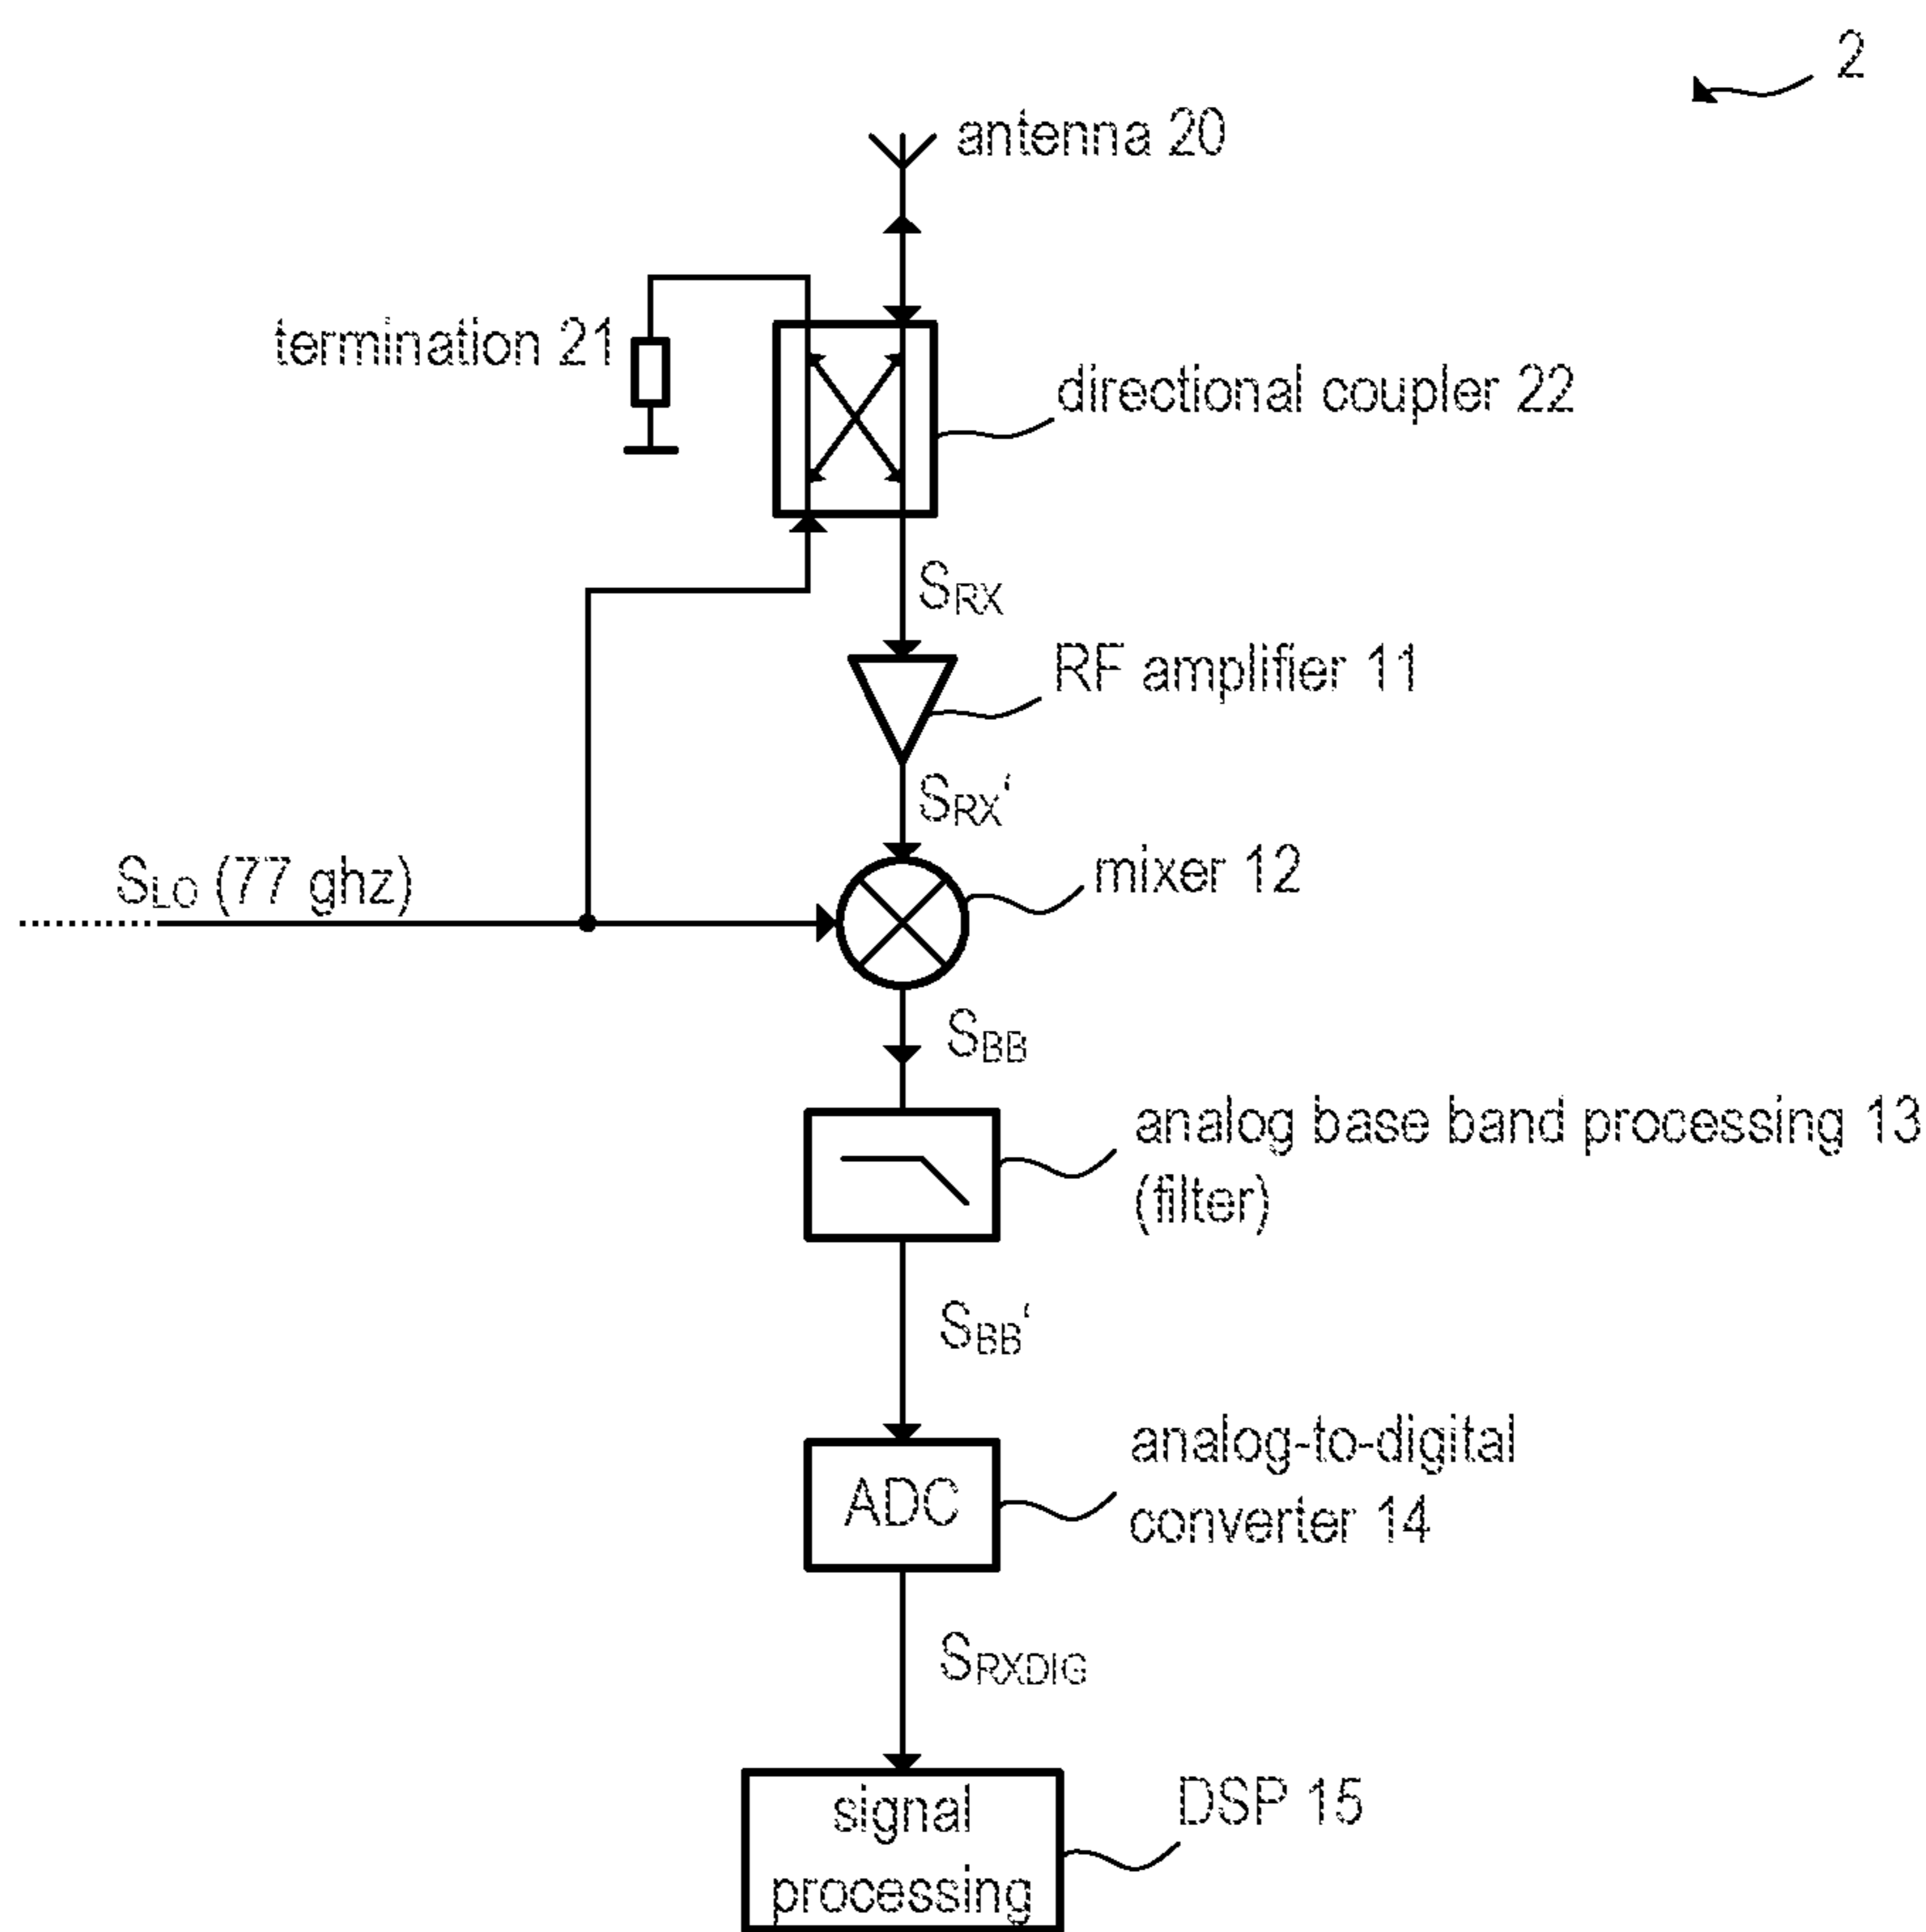 2
antenna 20
termination 21
directional coupler 22
SRX
RF amplifier 11
SRX‘
mixer 12
SLO (77 ghz)
SBB
analog base band processing 13
(filter)
SBB‘
ADC
analog-to-digital
converter 14
SRXDIG
signal
processing
DSP 15